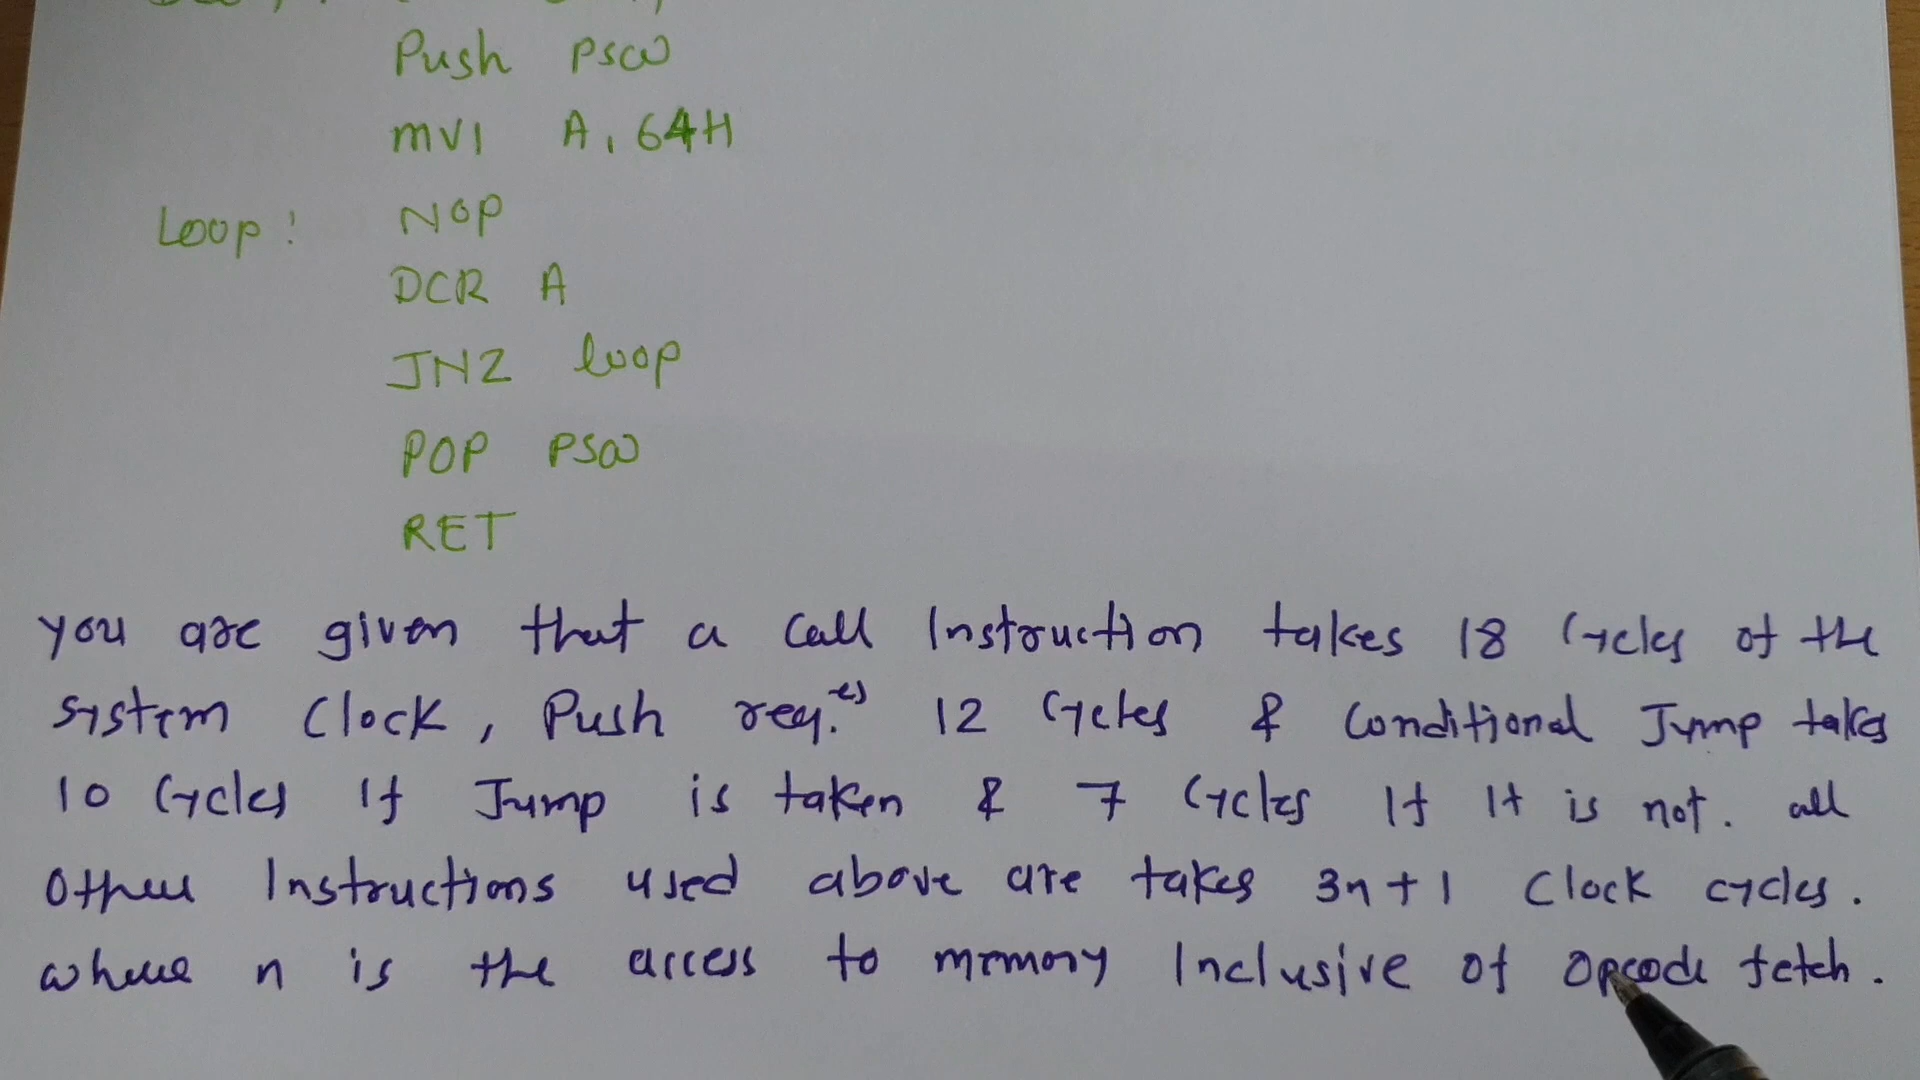 Push PSW
MVI A, 64H
Loop: NOP
DCR A
JNZ loop
POP PSW
RET
you are given that a call Instruction takes 18 Cycles of the
system Clock, Push req.es 12 Cycles & Conditional Jump takes
10 Cycles If Jump is taken & 7 Cycles If It is not. all
Other Instructions used above are takes 3n+1 Clock cycles.
where n is the access to memory Inclusive of Opcode fetch.